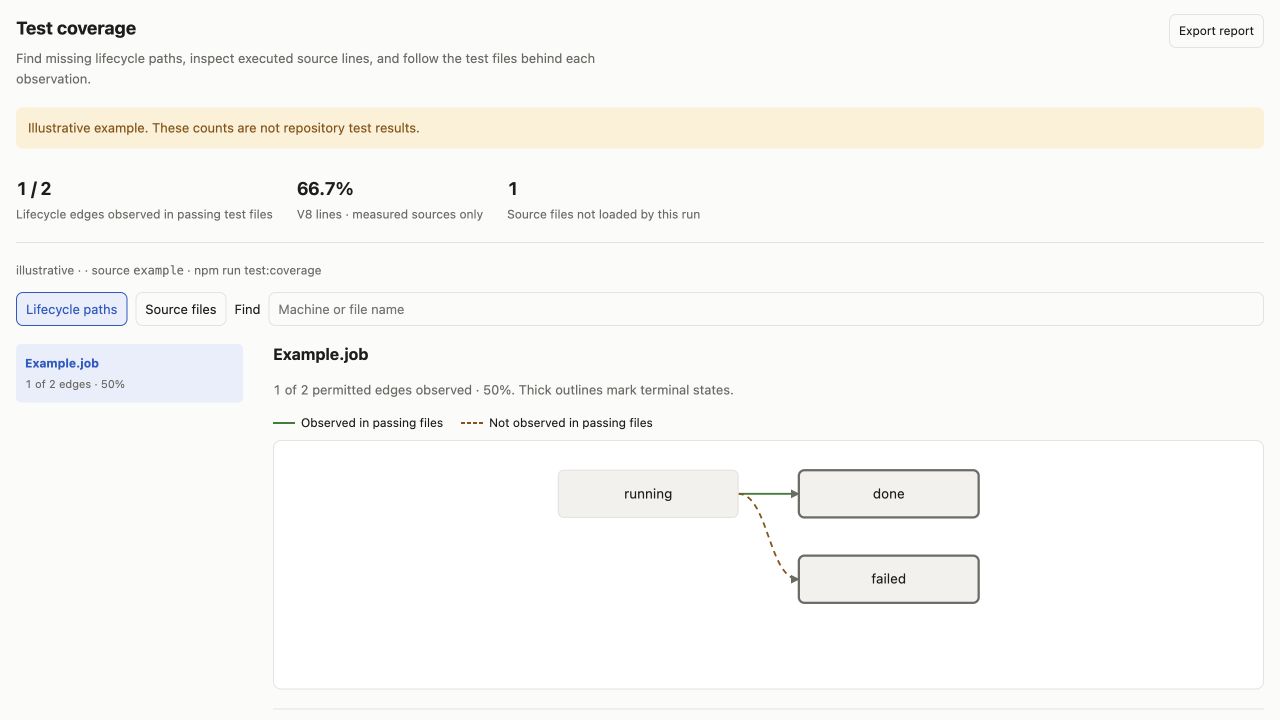 Test coverage
Export report
Find missing lifecycle paths, inspect executed source lines, and follow the test files behind each
observation.
Illustrative example. These counts are not repository test results.
1 / 2
Lifecycle edges observed in passing test files
66.7%
V8 lines · measured sources only
1
Source files not loaded by this run
illustrative · · source example · npm run test:coverage
Lifecycle paths
Source files
Find
Machine or file name
Example.job
1 of 2 edges · 50%
Example.job
1 of 2 permitted edges observed · 50%. Thick outlines mark terminal states.
Observed in passing files
Not observed in passing files
running
done
failed